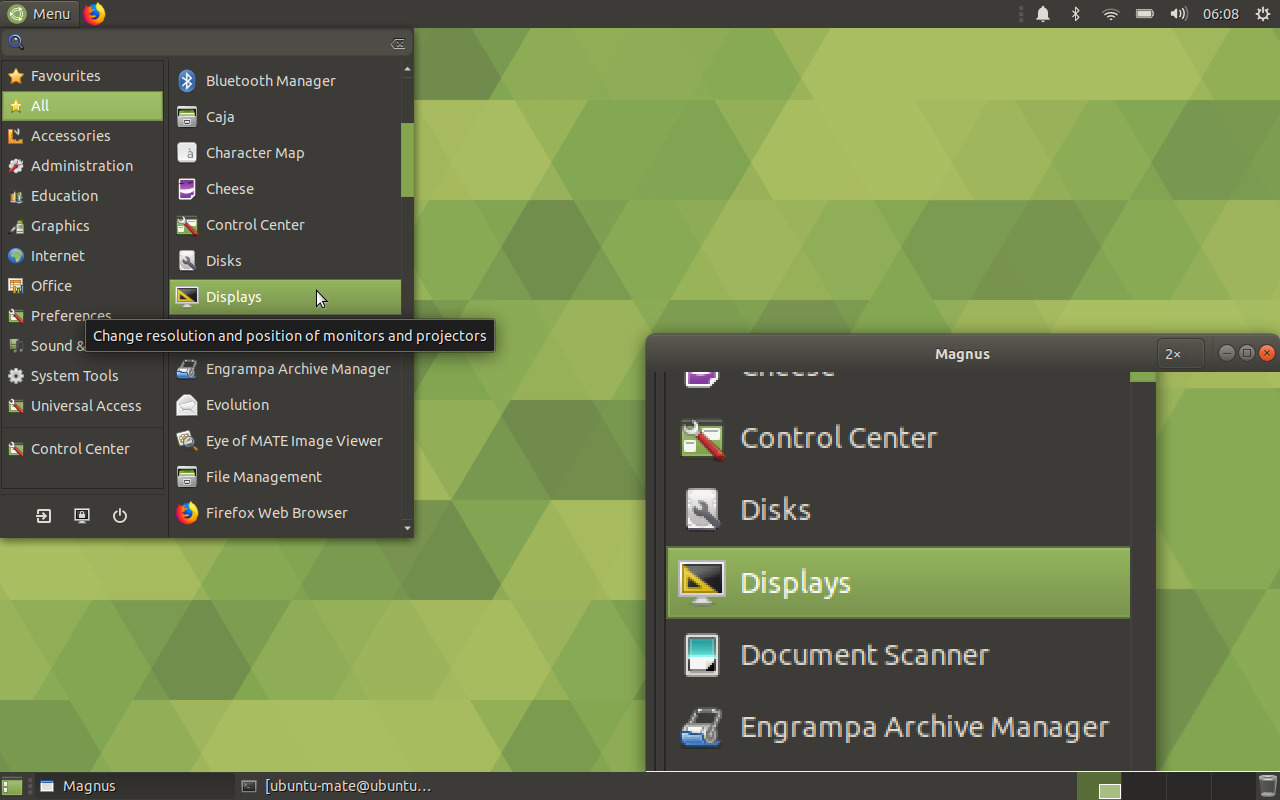 Menu
06:08
Favourites
All
Accessories
Administration
Education
Graphics
Internet
Office
Preferences
Sound &
System Tools
Universal Access
Control Center
Bluetooth Manager
Caja
à
Character Map
Cheese
Control Center
Disks
Displays
Change resolution and position of monitors and projectors
Engrampa Archive Manager
Evolution
Eye of MATE Image Viewer
File Management
Firefox Web Browser
Magnus
2×
Cheese
Control Center
Disks
Displays
Document Scanner
Engrampa Archive Manager
Magnus
[ubuntu-mate@ubuntu…